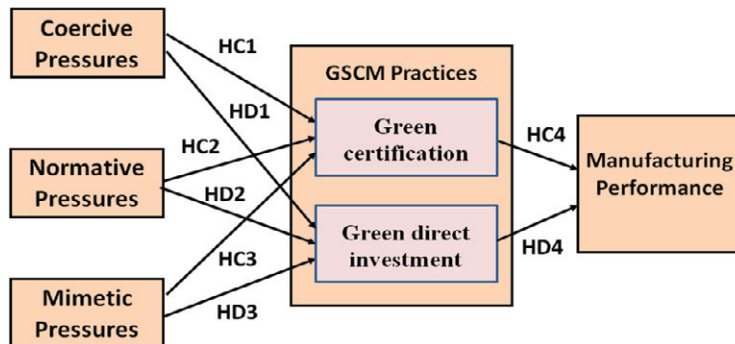 Coercive
Pressures
HC1
GSCM Practices
HD1
Green
certification
HC2
HC4
Normative
Pressures
Manufacturing
Performance
HD2
Green direct
investment
HC3
HD4
Mimetic
Pressures
HD3